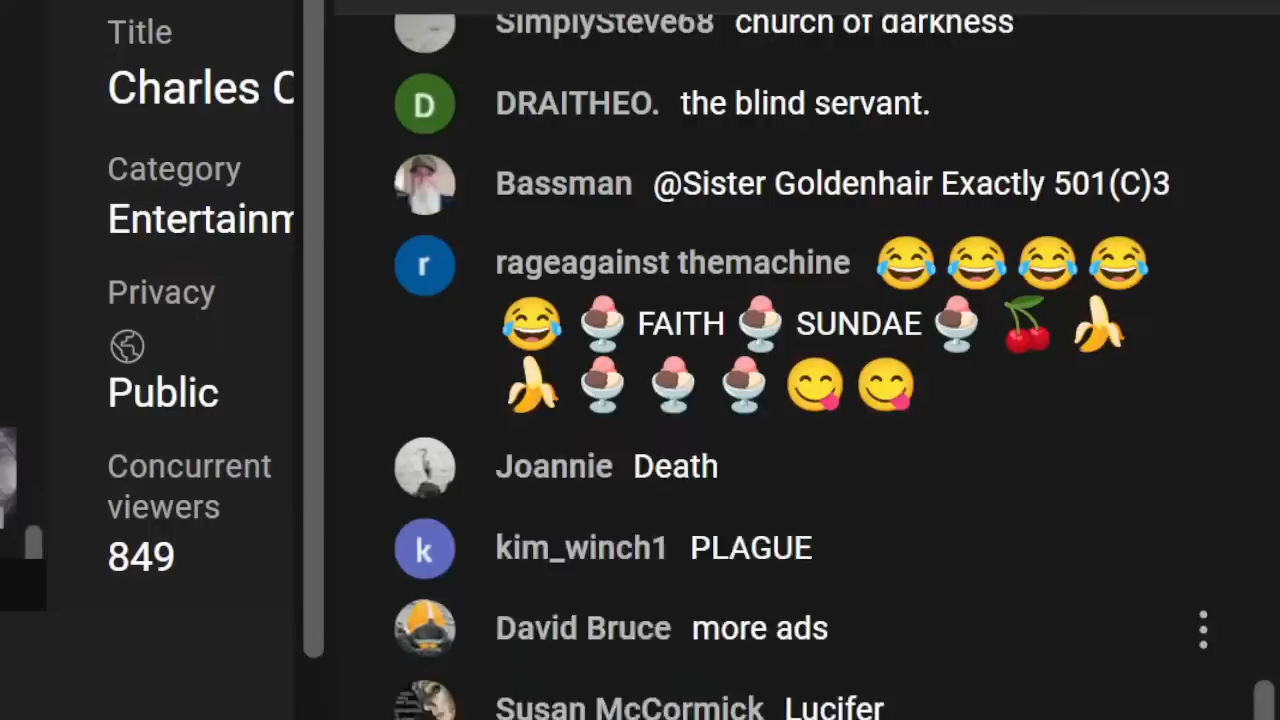 Title
Charles C
Category
Entertainm
Privacy
Public
Concurrent
viewers
849
SimplySteve68 church of darkness
D DRAITHEO. the blind servant.
Bassman @Sister Goldenhair Exactly 501(C)3
r rageagainst themachine 😂😂😂😂
😂 🍨 FAITH 🍨 SUNDAE 🍨 🍒 🍌
🍌 🍨 🍨 🍨 😋 😋
Joannie Death
k kim_winch1 PLAGUE
David Bruce more ads
Susan McCormick Lucifer